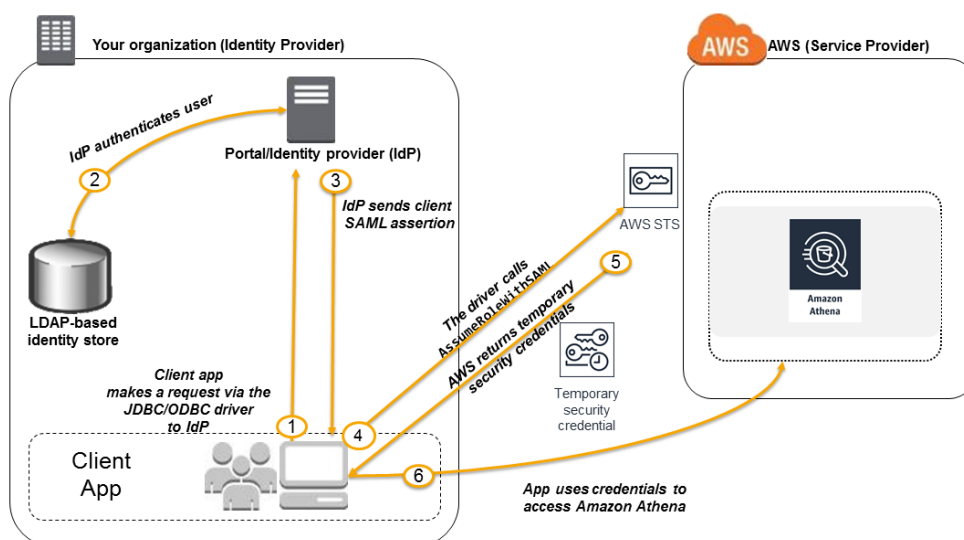 Your organization (Identity Provider)
AWS
AWS (Service Provider)
IdP authenticates user
Portal/Identity provider (IdP)
2
3
IdP sends client
SAML assertion
AWS STS
5
The driver calls
AssumeRoleWithSAML
AWS returns temporary
security credentials
Amazon
Athena
LDAP-based
identity store
Temporary
security
credential
Client app
makes a request via the
JDBC/ODBC driver
to IdP
1
4
Client
App
6
App uses credentials to
access Amazon Athena